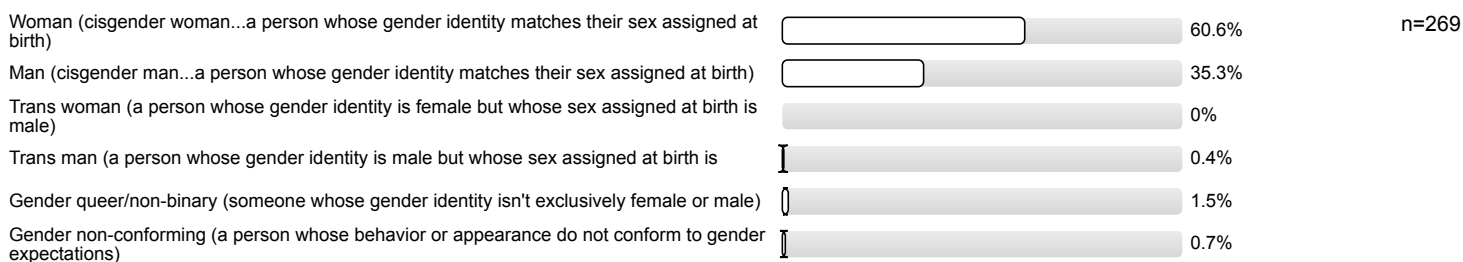 Woman (cisgender woman...a person whose gender identity matches their sex assigned at
birth)
60.6%
n=269
Man (cisgender man...a person whose gender identity matches their sex assigned at birth)
35.3%
Trans woman (a person whose gender identity is female but whose sex assigned at birth is
male)
0%
Trans man (a person whose gender identity is male but whose sex assigned at birth is
0.4%
Gender queer/non-binary (someone whose gender identity isn't exclusively female or male)
1.5%
Gender non-conforming (a person whose behavior or appearance do not conform to gender
expectations)
0.7%